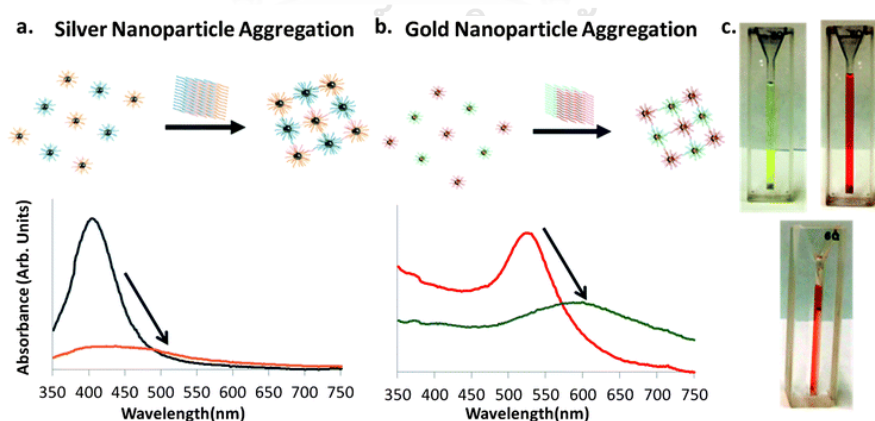 a. Silver Nanoparticle Aggregation
b. Gold Nanoparticle Aggregation
c.
Absorbance (Arb. Units)
350 400 450 500 550 600 650 700 750
Wavelength(nm)
350 400 450 500 550 600 650 700 750
Wavelength(nm)